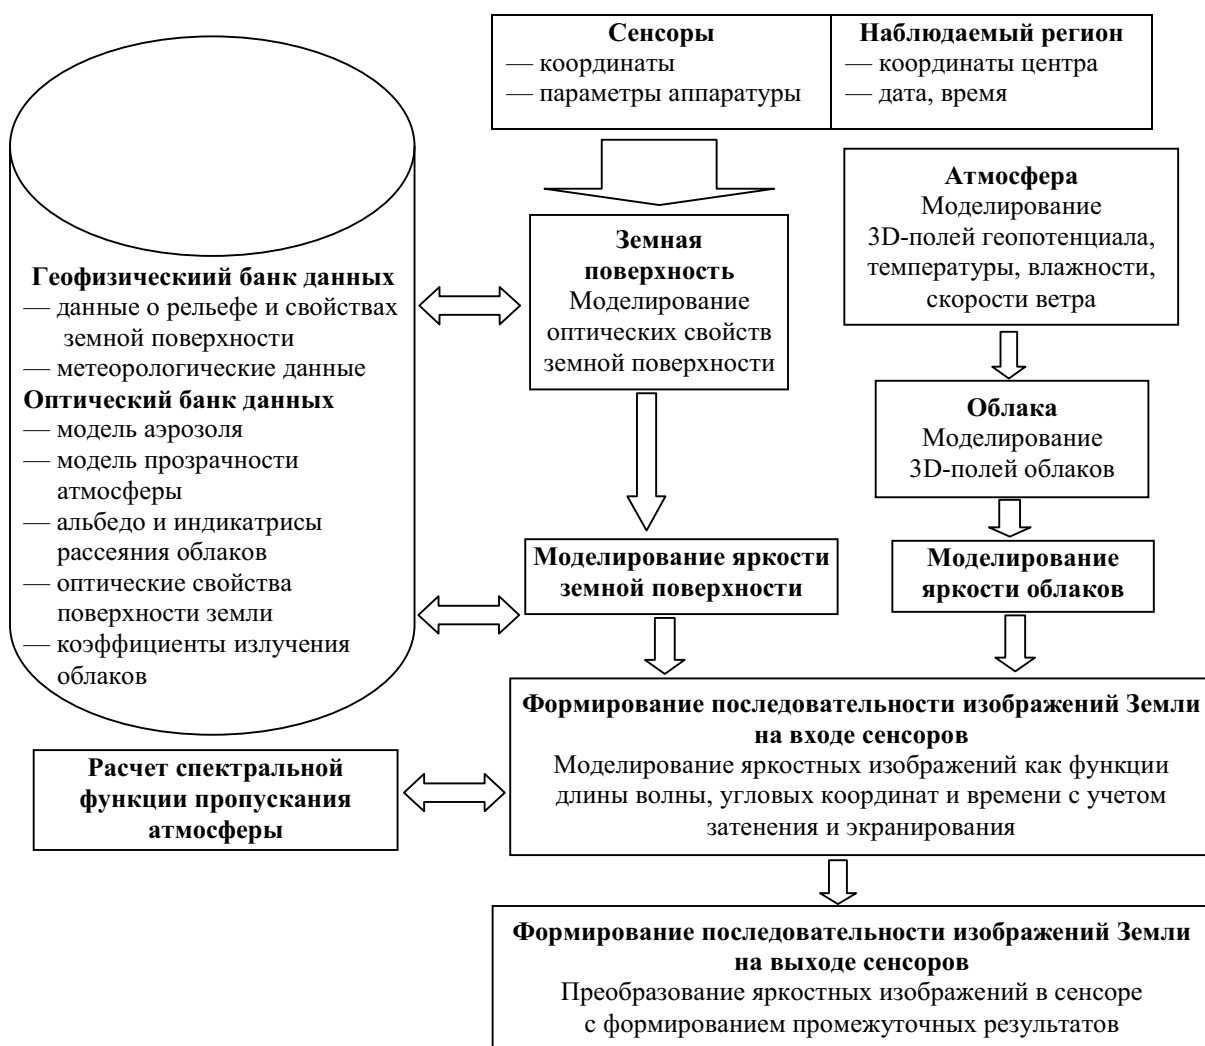 Сенсоры
— координаты
— параметры аппаратуры
Наблюдаемый регион
— координаты центра
— дата, время
Геофизическиий банк данных
— данные о рельефе и свойствах
земной поверхности
— метеорологические данные
Оптический банк данных
— модель аэрозоля
— модель прозрачности
атмосферы
— альбедо и индикатрисы
рассеяния облаков
— оптические свойства
поверхности земли
— коэффициенты излучения
облаков
Земная
поверхность
Моделирование
оптических свойств
земной поверхности
Атмосфера
Моделирование
3D-полей геопотенциала,
температуры, влажности,
скорости ветра
Облака
Моделирование
3D-полей облаков
Моделирование яркости
земной поверхности
Моделирование
яркости облаков
Формирование последовательности изображений Земли
на входе сенсоров
Моделирование яркостных изображений как функции
длины волны, угловых координат и времени с учетом
затенения и экранирования
Расчет спектральной
функции пропускания
атмосферы
Формирование последовательности изображений Земли
на выходе сенсоров
Преобразование яркостных изображений в сенсоре
с формированием промежуточных результатов